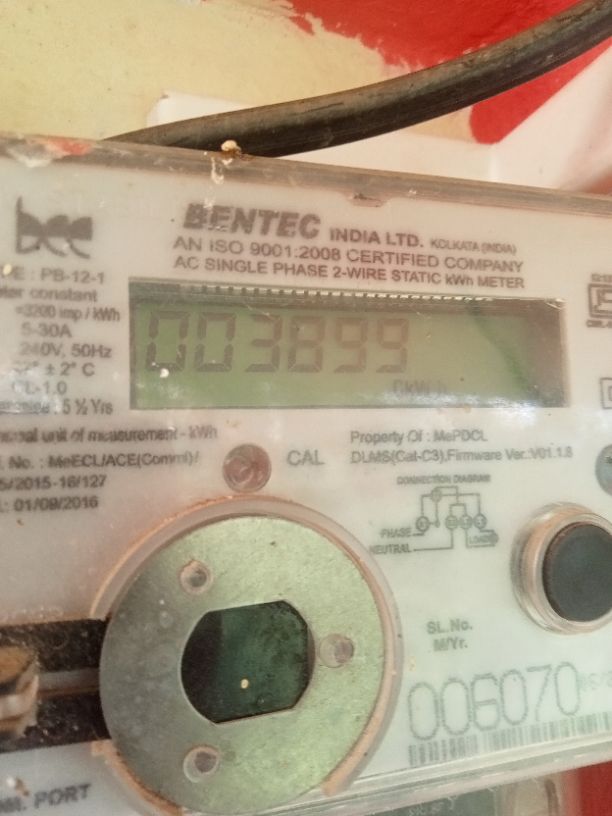 bee
BENTEC INDIA LTD. KOLKATA (INDIA)
AN ISO 9001:2008 CERTIFIED COMPANY
AC SINGLE PHASE 2-WIRE STATIC kWh METER
E : PB-12-1
ter constant
=3200 imp / kWh
5-30A
240V, 50Hz
± 2° C
CL-1.0
5 ½ Yrs
003899
kWh
unit of measurement - kWh
l. No. : MeECL/ACE(Comml)/
5/2015-16/127
: 01/09/2016
CAL
Property Of : MePDCL
DLMS(Cat-C3),Firmware Ver.:V01.1.8
CONNECTION DIAGRAM
PHASE
NEUTRAL
LOAD
SL.No.
M/Yr.
006070
M. PORT